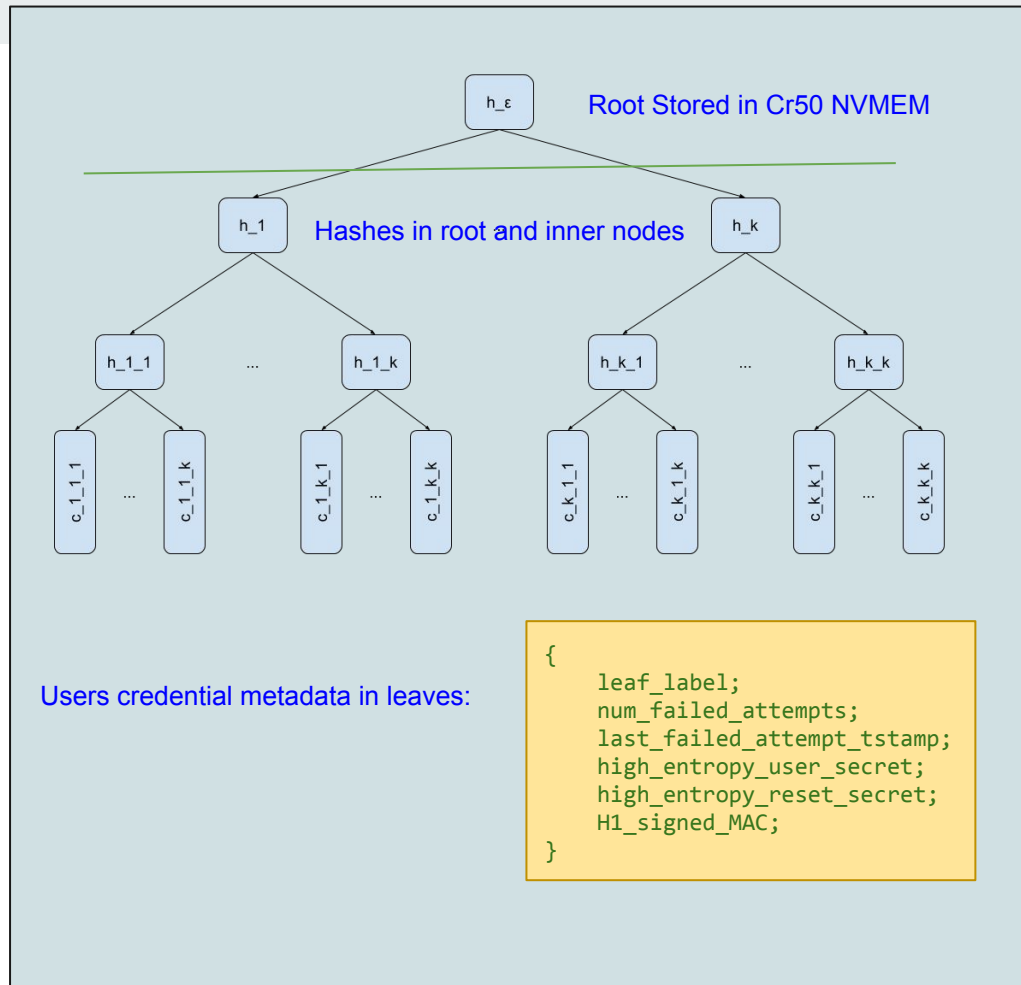 h_ε
Root Stored in Cr50 NVMEM
h_1
Hashes in root and inner nodes
...
h_k
h_1_1
...
h_1_k
h_k_1
...
h_k_k
c_1_1_1
...
c_1_1_k
c_1_k_1
...
c_1_k_k
c_k_1_1
...
c_k_1_k
c_k_k_1
...
c_k_k_k
Users credential metadata in leaves:
{
leaf_label;
num_failed_attempts;
last_failed_attempt_tstamp;
high_entropy_user_secret;
high_entropy_reset_secret;
H1_signed_MAC;
}